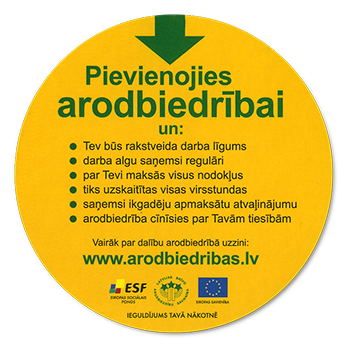 Pievienojies
arodbiedrībai
un:
Tev būs rakstveida darba līgums
darba algu saņemsi regulāri
par Tevi maksās visus nodokļus
tiks uzskaitītas visas virsstundas
saņemsi ikgadēju apmaksātu atvaļinājumu
arodbiedrība cīnīsies par Tavām tiesībām
Vairāk par dalību arodbiedrībā uzzini:
www.arodbiedribas.lv
ESF
EIROPAS SOCIĀLAIS
FONDS
EIROPAS SAVIENĪBA
IEGULDĪJUMS TAVĀ NĀKOTNĒ